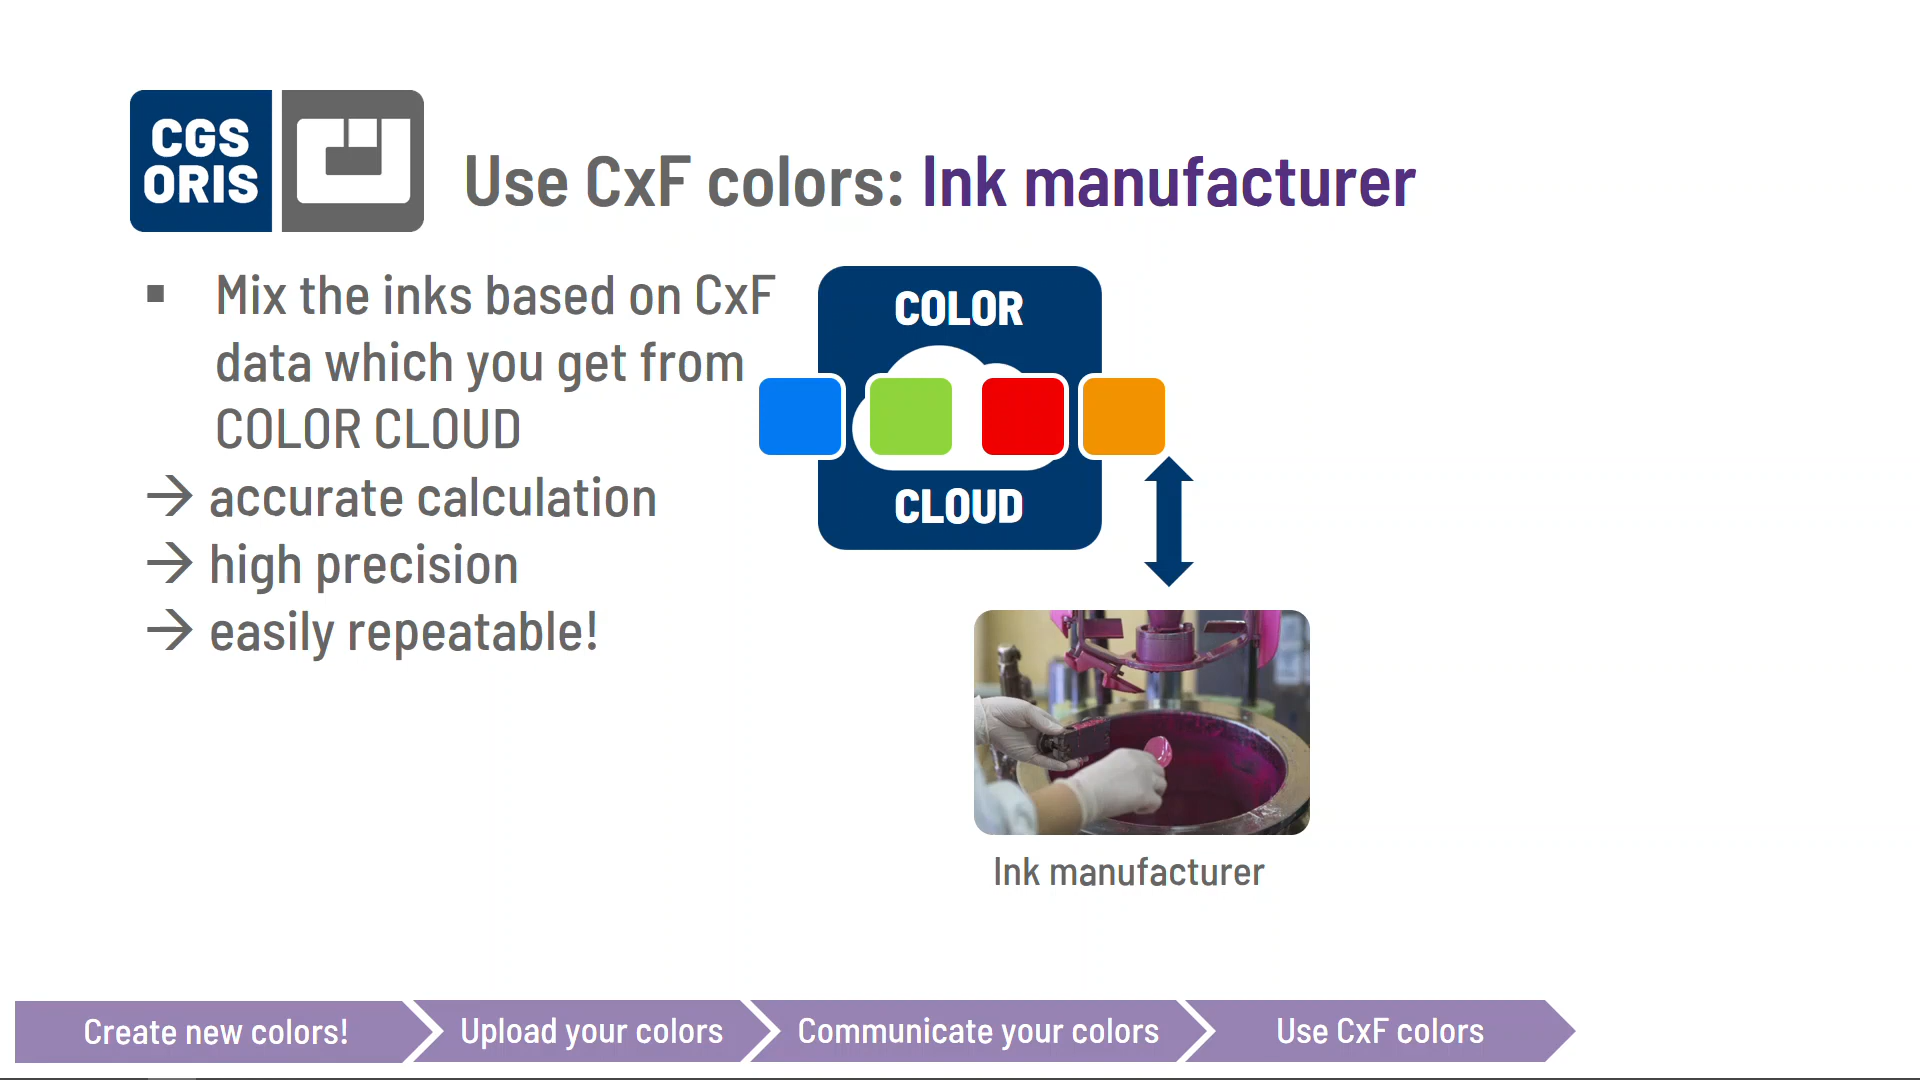 CGS
ORIS
Use CxF colors: Ink manufacturer
▪ Mix the inks based on CxF
data which you get from
COLOR CLOUD
→ accurate calculation
→ high precision
→ easily repeatable!
COLOR
CLOUD
Ink manufacturer
Create new colors!
Upload your colors
Communicate your colors
Use CxF colors